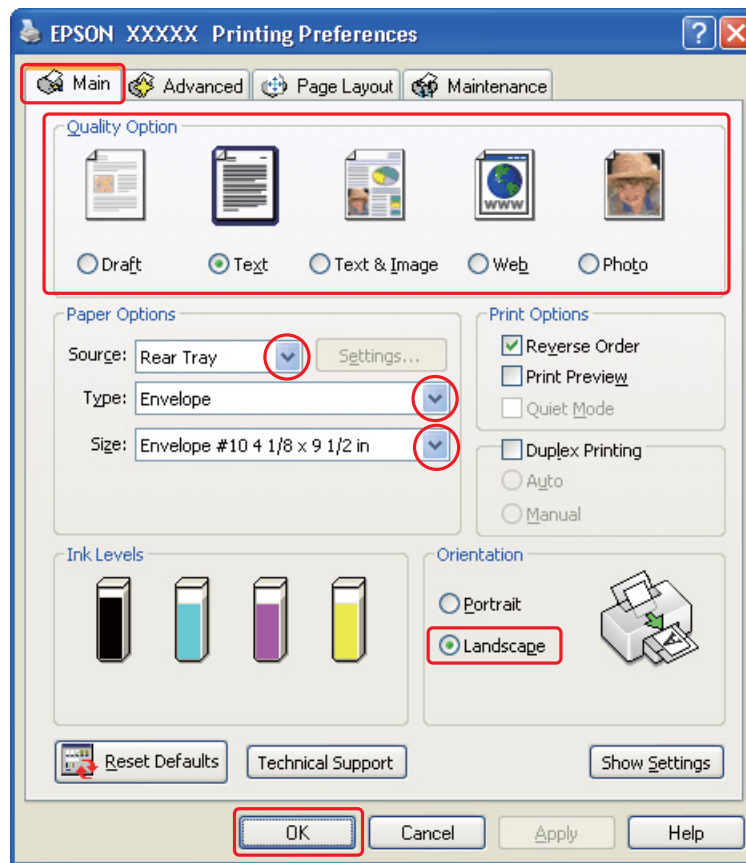 EPSON XXXXX Printing Preferences
Main Advanced Page Layout Maintenance
Quality Option
WWW
Draft Text Text & Image Web Photo
Paper Options
Source: Rear Tray Settings...
Type: Envelope
Size: Envelope #10 4 1/8 x 9 1/2 in
Print Options
Reverse Order
Print Preview
Quiet Mode
Duplex Printing
Auto
Manual
Ink Levels
Orientation
Portrait
Landscape
A
Reset Defaults Technical Support Show Settings
OK Cancel Apply Help